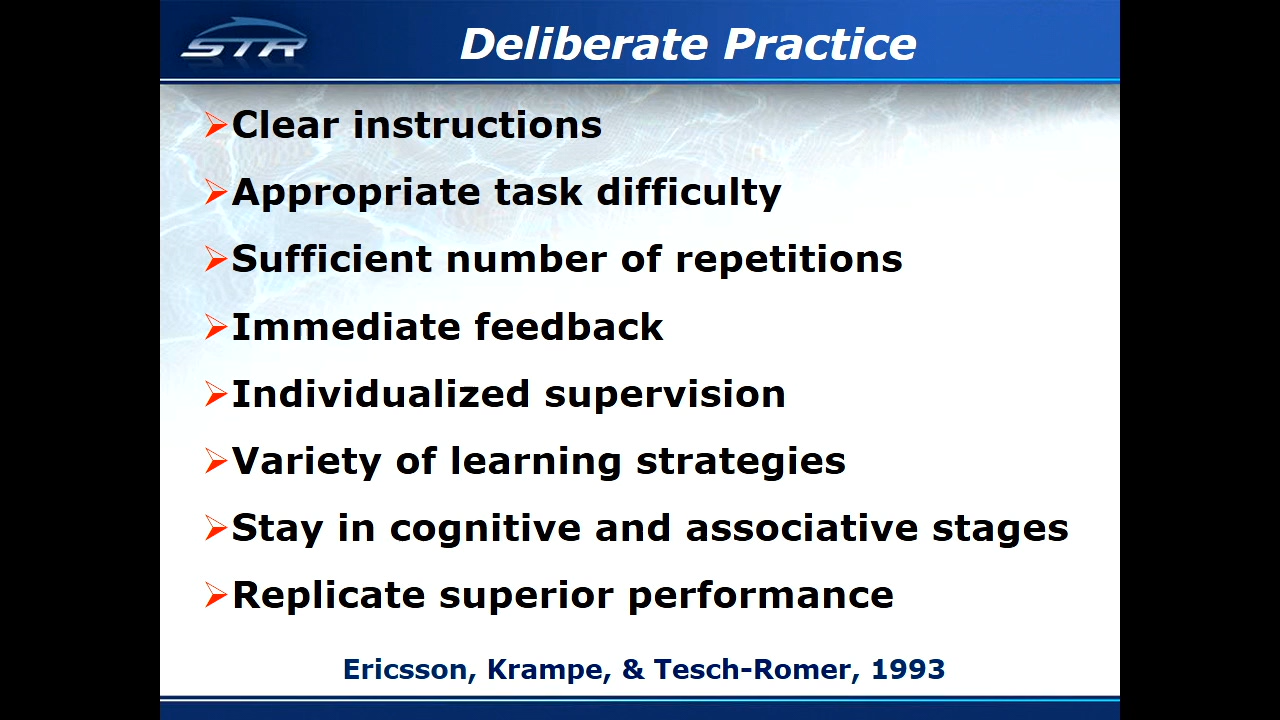 STR
Deliberate Practice
Clear instructions
Appropriate task difficulty
Sufficient number of repetitions
Immediate feedback
Individualized supervision
Variety of learning strategies
Stay in cognitive and associative stages
Replicate superior performance
Ericsson, Krampe, & Tesch-Romer, 1993